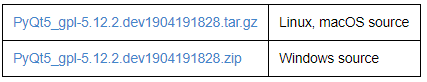 PyQt5_gpl-5.12.2.dev1904191828.tar.gz Linux, macOS source
PyQt5_gpl-5.12.2.dev1904191828.zip Windows source